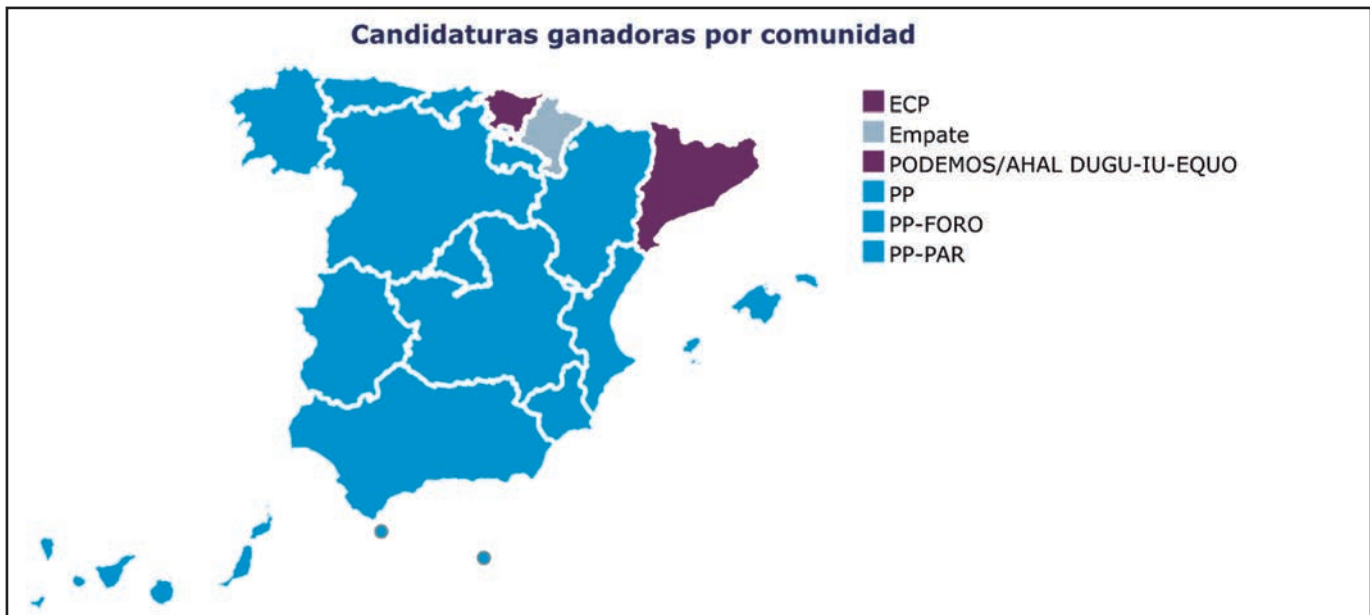 Candidaturas ganadoras por comunidad
ECP
Empate
PODEMOS/AHAL DUGU-IU-EQUO
PP
PP-FORO
PP-PAR